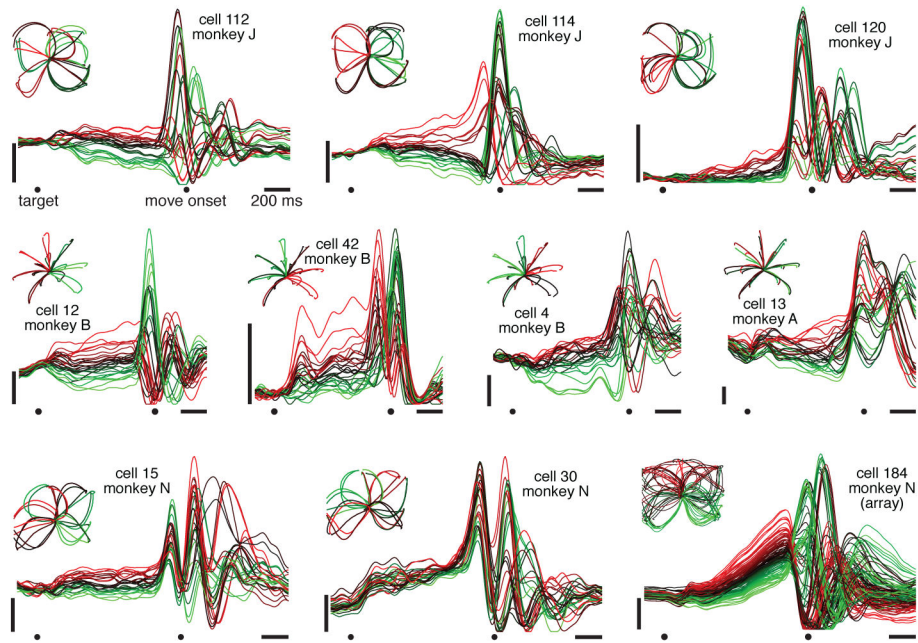 cell 112
monkey J
cell 114
monkey J
cell 120
monkey J
target
move onset
200 ms
cell 12
monkey B
cell 42
monkey B
cell 4
monkey B
cell 13
monkey A
cell 15
monkey N
cell 30
monkey N
cell 184
monkey N
(array)